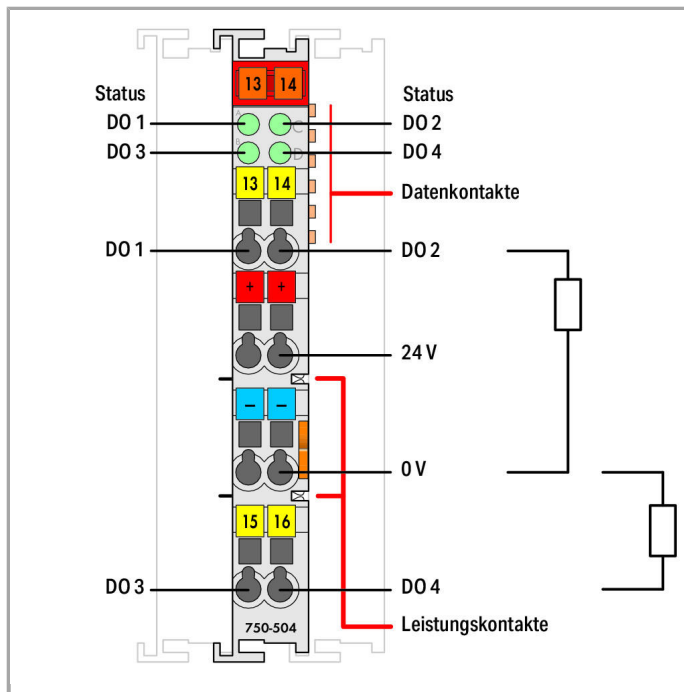 13 14
Status Status
DO 1 A C DO 2
DO 3 B D DO 4
13 14
Datenkontakte
DO 1 DO 2
+ +
24 V
– –
0 V
15 16
DO 3 DO 4
Leistungskontakte
750-504